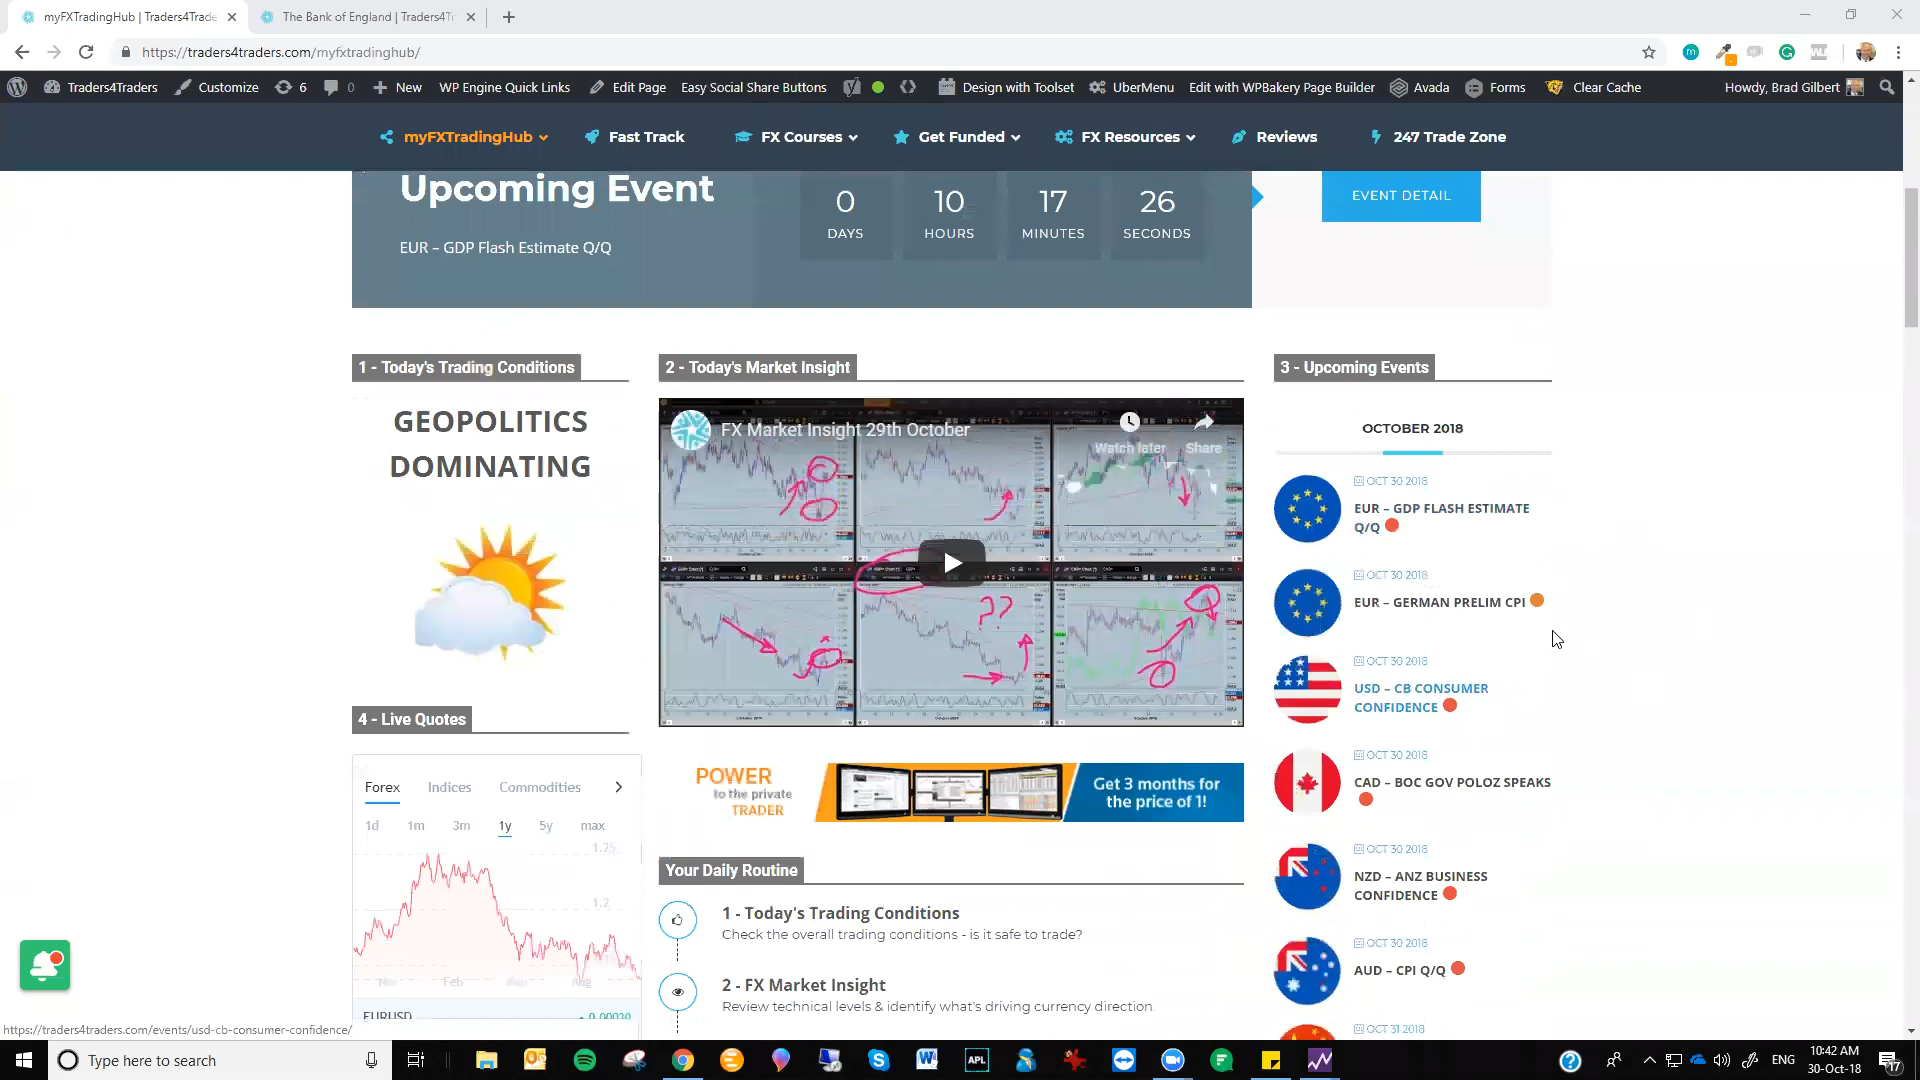 myFXTradingHub | Traders4Trade
The Bank of England | Traders4Tr
https://traders4traders.com/myfxtradinghub/
Traders4Traders
Customize
6
0
New
WP Engine Quick Links
Edit Page
Easy Social Share Buttons
Design with Toolset
UberMenu
Edit with WPBakery Page Builder
Avada
Forms
Clear Cache
Howdy, Brad Gilbert
myFXTradingHub
Fast Track
FX Courses
Get Funded
FX Resources
Reviews
247 Trade Zone
Upcoming Event
EUR – GDP Flash Estimate Q/Q
0
10
17
26
DAYS
HOURS
MINUTES
SECONDS
EVENT DETAIL
1 - Today's Trading Conditions
GEOPOLITICS
DOMINATING
2 - Today's Market Insight
FX Market Insight 29th October
Watch later
Share
??
3 - Upcoming Events
OCTOBER 2018
OCT 30 2018
EUR – GDP FLASH ESTIMATE
Q/Q
OCT 30 2018
EUR – GERMAN PRELIM CPI
OCT 30 2018
USD – CB CONSUMER
CONFIDENCE
OCT 30 2018
CAD – BOC GOV POLOZ SPEAKS
OCT 30 2018
NZD – ANZ BUSINESS
CONFIDENCE
OCT 30 2018
AUD – CPI Q/Q
OCT 31 2018
4 - Live Quotes
Forex
Indices
Commodities
1d
1m
3m
1y
5y
max
1.25
1.2
Nov
Feb
May
Aug
EURUSD
0.00030
POWER
to the private
TRADER
Get 3 months for
the price of 1!
Your Daily Routine
1 - Today's Trading Conditions
Check the overall trading conditions - is it safe to trade?
2 - FX Market Insight
Review technical levels & identify what's driving currency direction.
https://traders4traders.com/events/usd-cb-consumer-confidence/
Type here to search
APL
ENG
10:42 AM
30-Oct-18
17